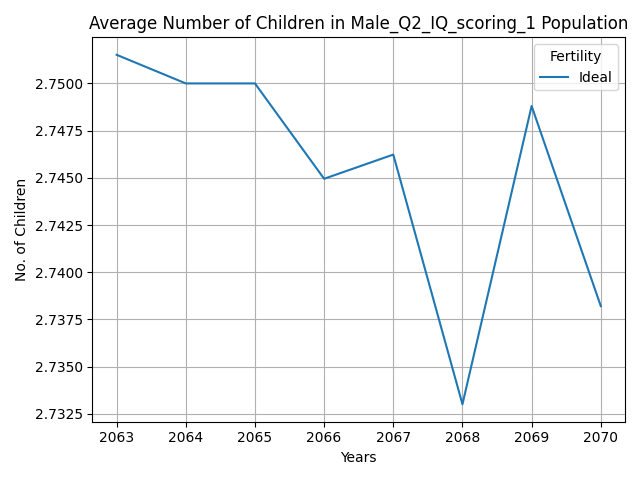 Average Number of Children in Male_Q2_IQ_scoring_1 Population
Fertility
Ideal
2.7500
2.7475
2.7450
2.7425
2.7400
2.7375
2.7350
2.7325
No. of Children
2063 2064 2065 2066 2067 2068 2069 2070
Years